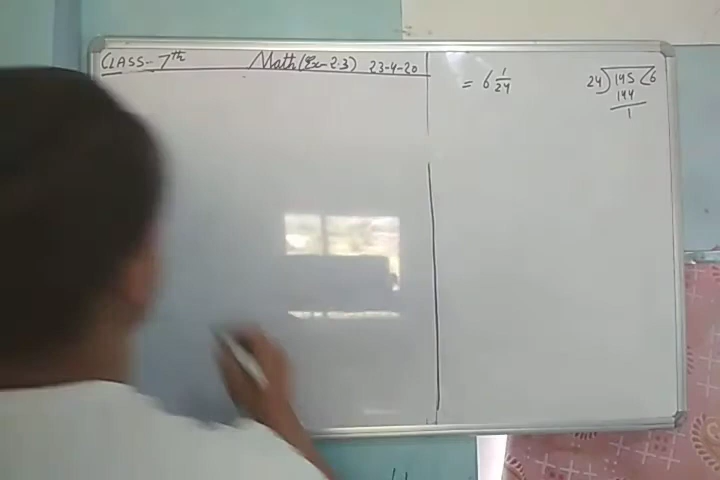 CLASS - 7th Math (Ex - 2.3) 23-4-20
= 6 1/24
24) 145 (6
144
1